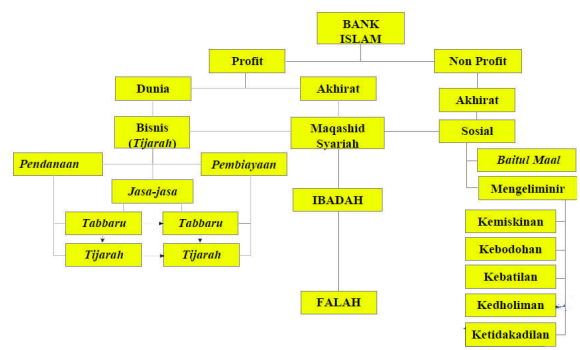 BANK
ISLAM
Profit
Non Profit
Dunia
Akhirat
Akhirat
Bisnis
(Tijarah)
Maqashid
Syariah
Sosial
Pendanaan
Pembiayaan
Baitul Maal
Jasa-jasa
Mengeliminir
IBADAH
Tabbaru
Tabbaru
Kemiskinan
Tijarah
Tijarah
Kebodohan
Kebatilan
FALAH
Kedholiman
Ketidakadilan